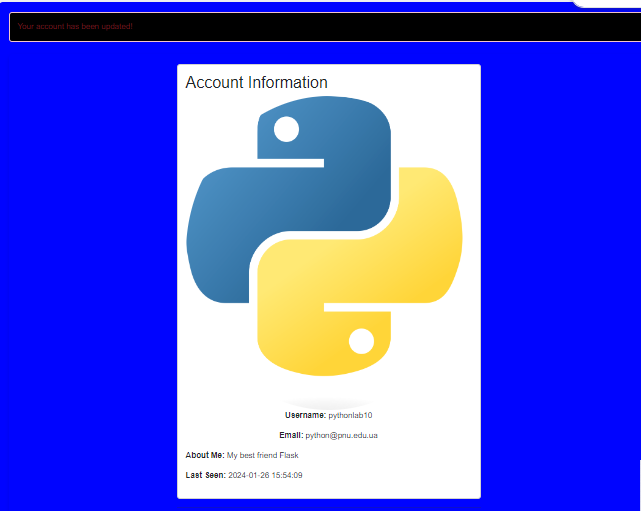 Your account has been updated!
Account Information
Username: pythonlab10
Email: python@pnu.edu.ua
About Me: My best friend Flask
Last Seen: 2024-01-26 15:54:09